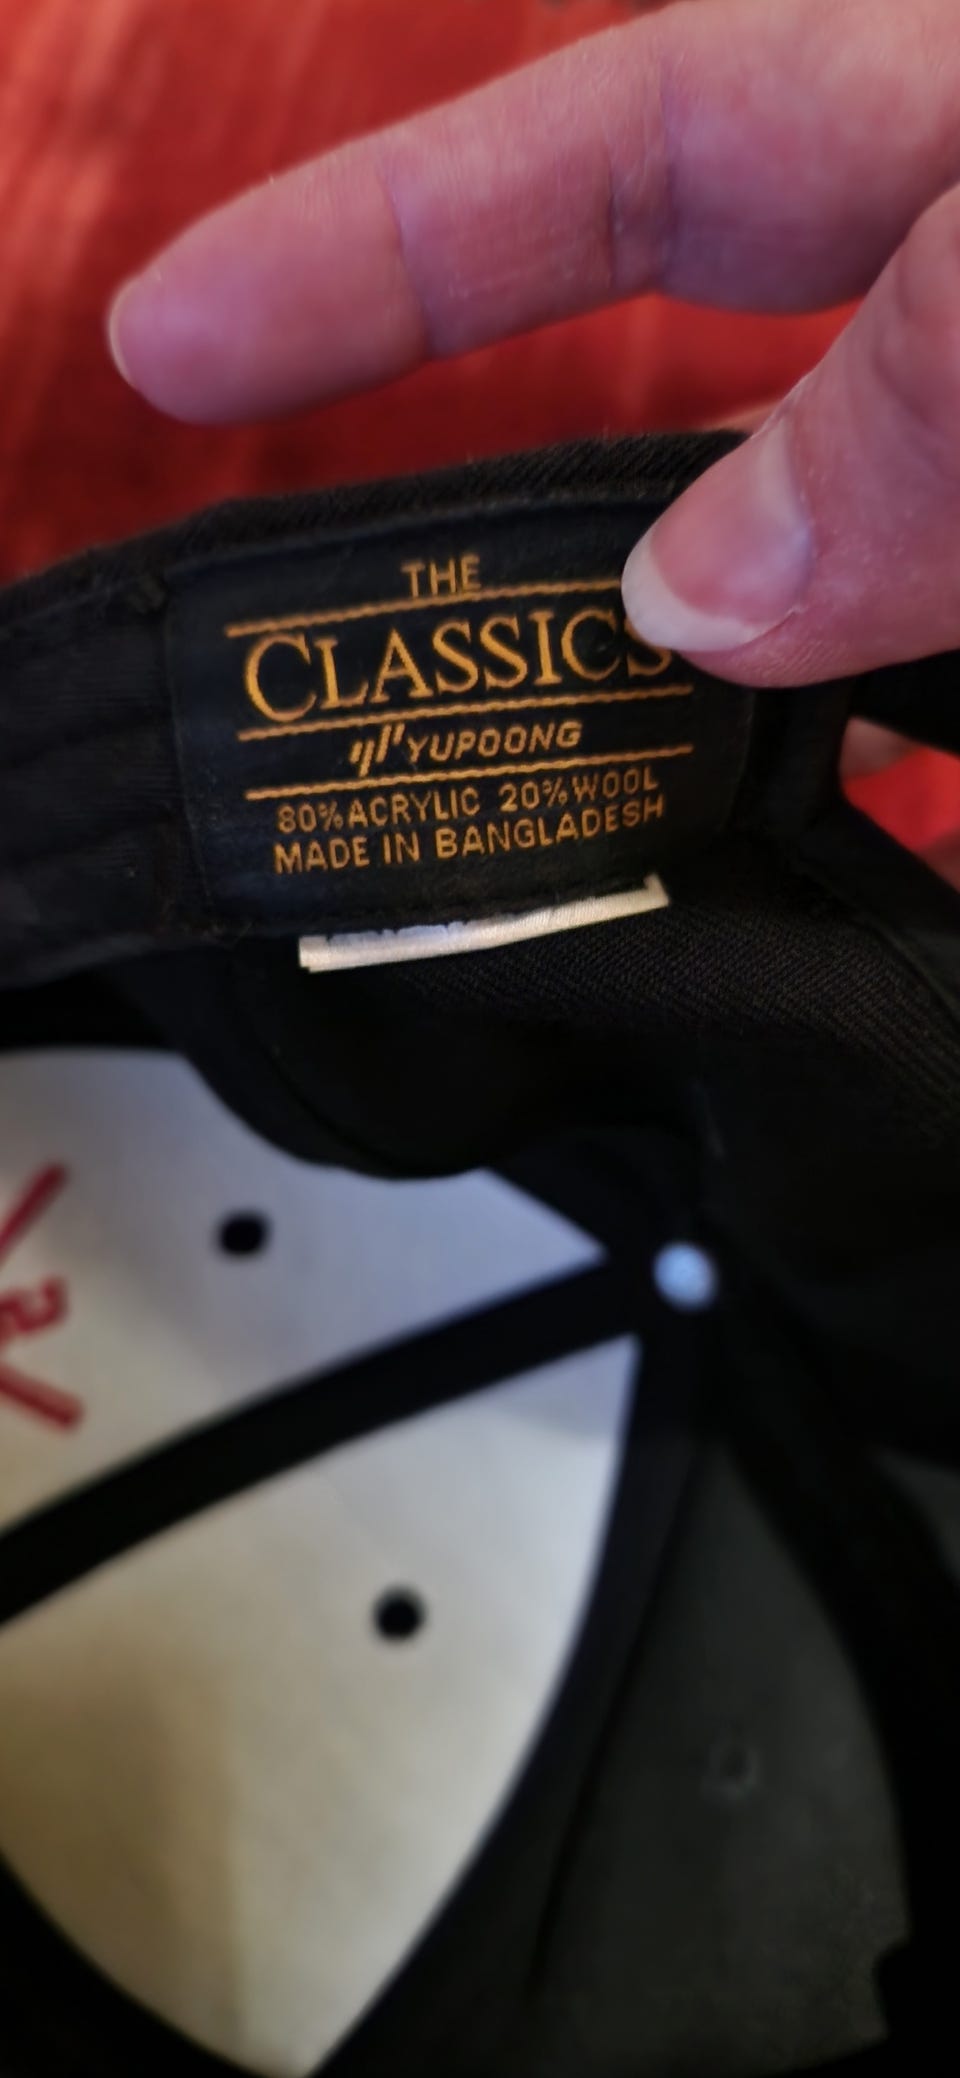 THE
CLASSICS
YUPOONG
80% ACRYLIC 20% WOOL
MADE IN BANGLADESH